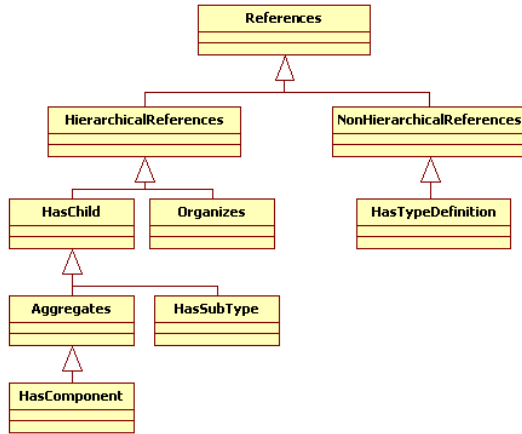 References
HierarchicalReferences
NonHierarchicalReferences
HasChild
Organizes
HasTypeDefinition
Aggregates
HasSubType
HasComponent